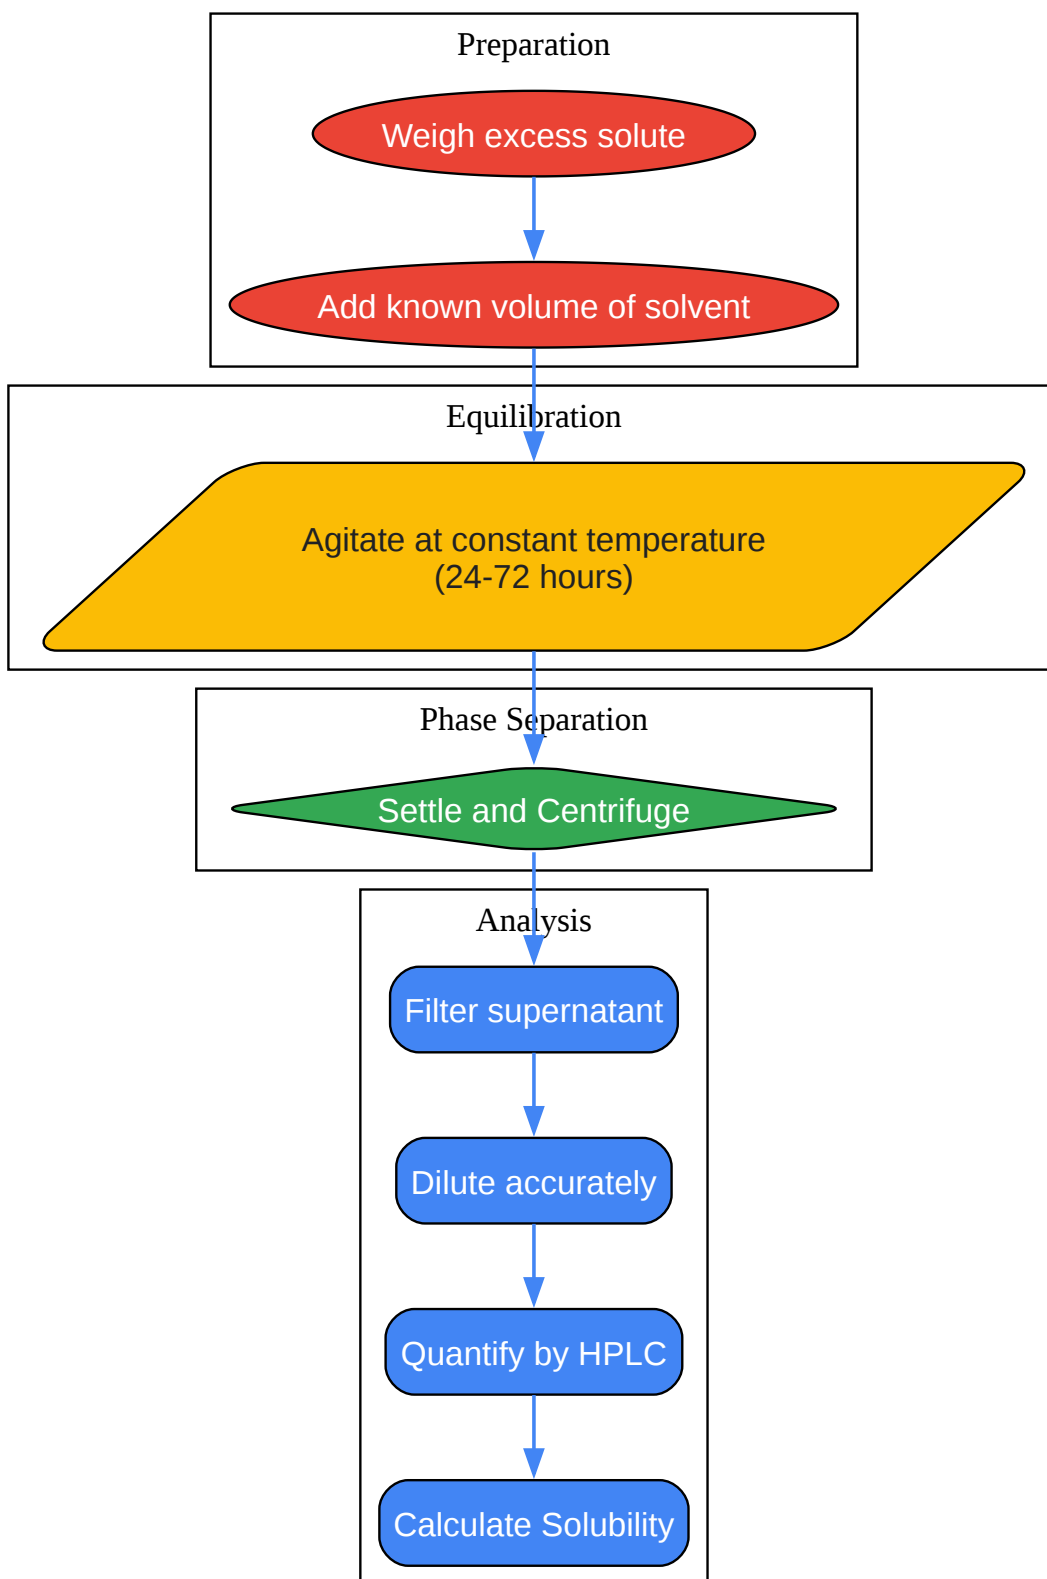 Preparation
Weigh excess solute
Add known volume of solvent
Equilibration
Agitate at constant temperature
(24-72 hours)
Phase Separation
Settle and Centrifuge
Analysis
Filter supernatant
Dilute accurately
Quantify by HPLC
Calculate Solubility